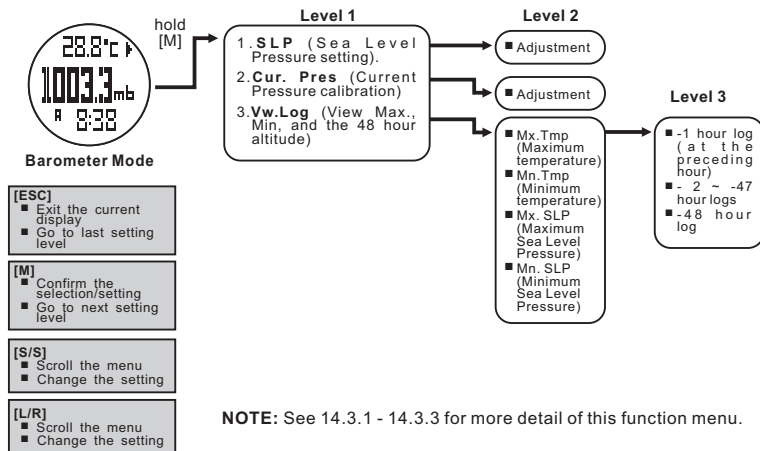 28.8°C
1003.3mb
A 8:38
Barometer Mode
hold
[M]
Level 1
1.SLP (Sea Level
Pressure setting).
2.Cur. Pres (Current
Pressure calibration)
3.Vw.Log (View Max.,
Min, and the 48 hour
altitude)
Level 2
■ Adjustment
■ Adjustment
■ Mx.Tmp
(Maximum
temperature)
■ Mn.Tmp
(Minimum
temperature)
■ Mx. SLP
(Maximum
Sea Level
Pressure)
■ Mn. SLP
(Minimum
Sea Level
Pressure)
Level 3
■ -1 hour log
(at the
preceding
hour)
■ - 2 ~ -47
hour logs
■ -48 hour
log
[ESC]
■ Exit the current
display
■ Go to last setting
level
[M]
■ Confirm the
selection/setting
■ Go to next setting
level
[S/S]
■ Scroll the menu
■ Change the setting
[L/R]
■ Scroll the menu
■ Change the setting
NOTE: See 14.3.1 - 14.3.3 for more detail of this function menu.